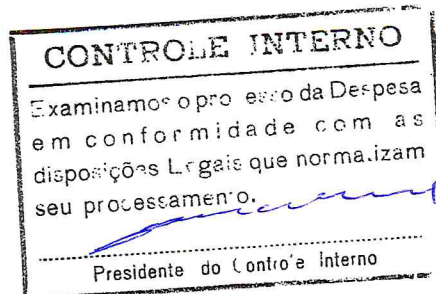 CONTROLE INTERNO
Examinamos o processo da Despesa
em conformidade com as
disposições Legais que normalizam
seu processamento.
Presidente do Controle Interno